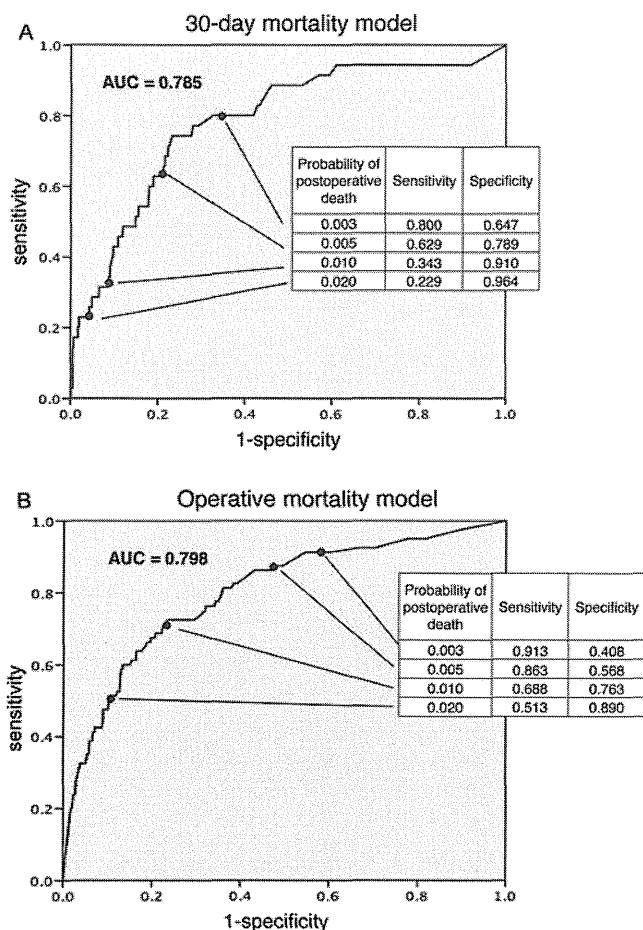 A
30-day mortality model
AUC = 0.785
sensitivity
1.0
0.8
0.6
0.4
0.2
0.0
Probability of postoperative death Sensitivity Specificity
0.003 0.800 0.647
0.005 0.629 0.789
0.010 0.343 0.910
0.020 0.229 0.964
0.0 0.2 0.4 0.6 0.8 1.0
1-specificity
B
Operative mortality model
AUC = 0.798
sensitivity
1.0
0.8
0.6
0.4
0.2
0.0
Probability of postoperative death Sensitivity Specificity
0.003 0.913 0.408
0.005 0.863 0.568
0.010 0.688 0.763
0.020 0.513 0.890
0.0 0.2 0.4 0.6 0.8 1.0
1-specificity